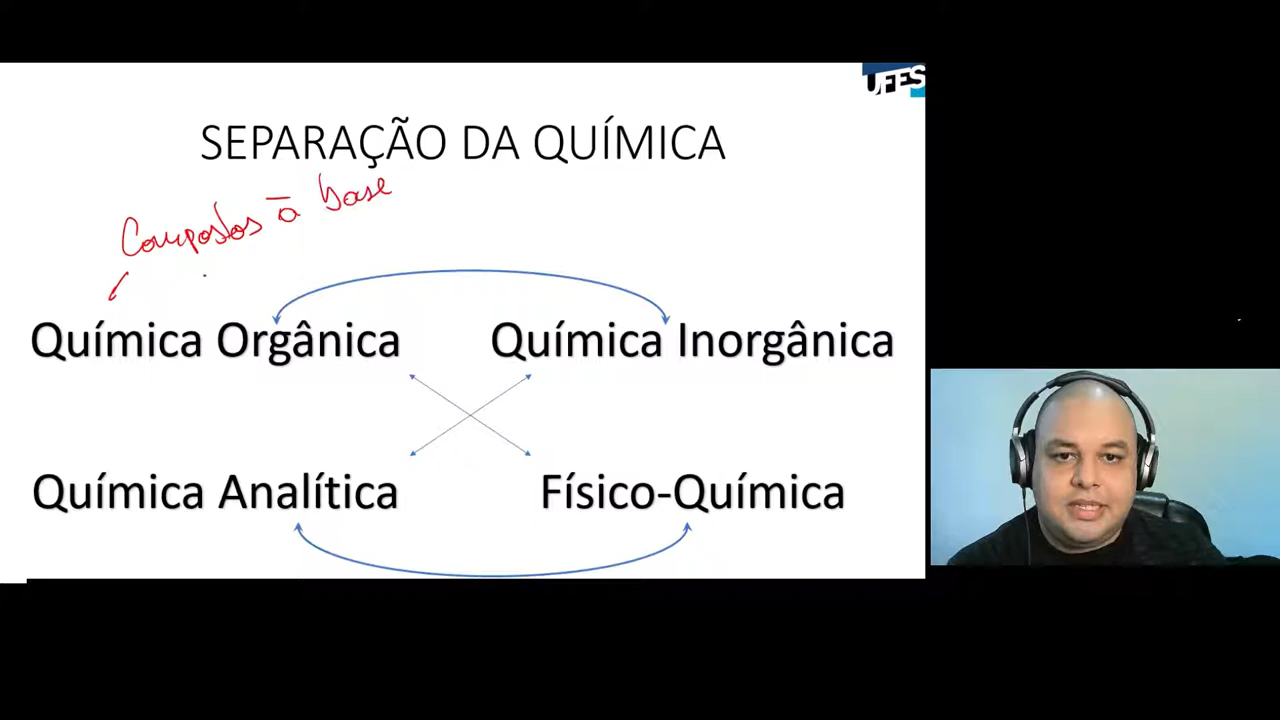 UFES
SEPARAÇÃO DA QUÍMICA
Compostos à base
Química Orgânica Química Inorgânica
Química Analítica Físico-Química